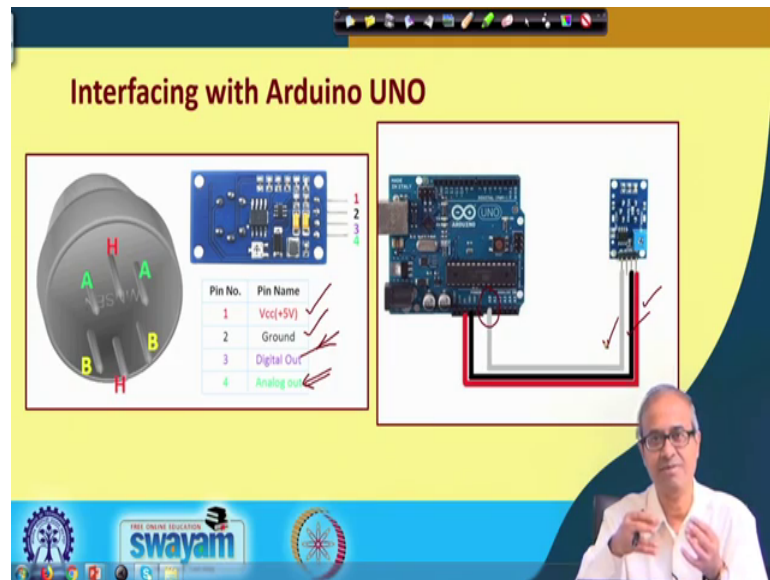 Interfacing with Arduino UNO
H
A
A
B
B
H
1
2
3
4
Pin No. Pin Name
1 Vcc(+5V)
2 Ground
3 Digital Out
4 Analog out
UNO
ARDUINO
FREE ONLINE EDUCATION
swayam